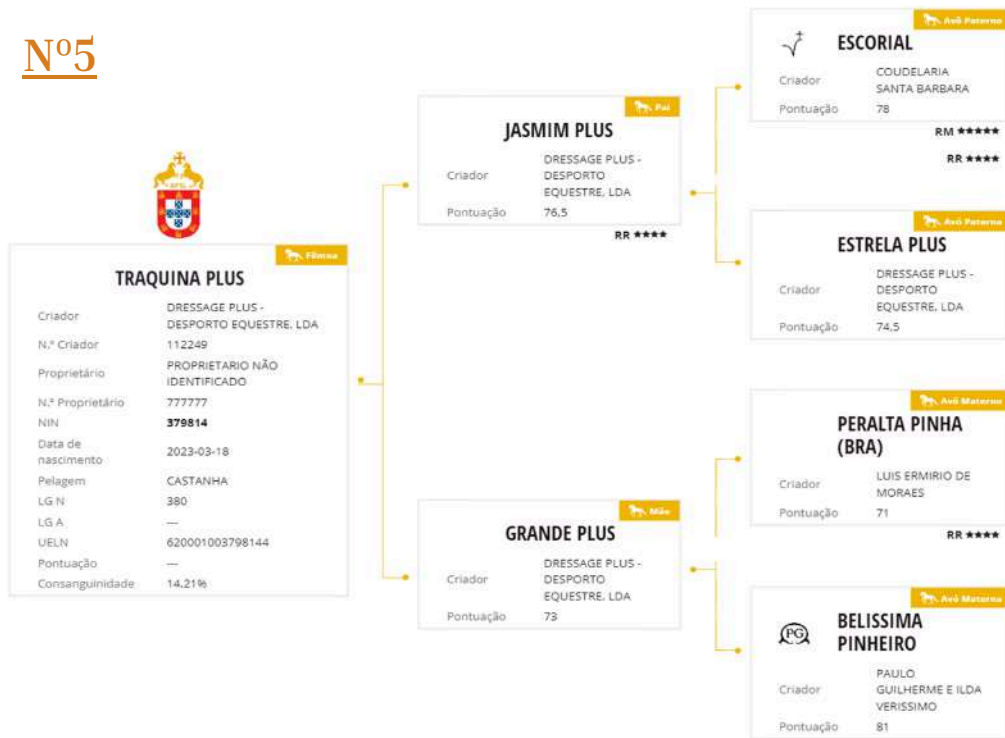 Nº5
Fêmea
TRAQUINA PLUS
Criador
DRESSAGE PLUS -
DESPORTO EQUESTRE, LDA
N.º Criador 112249
Proprietário
PROPRIETARIO NÃO
IDENTIFICADO
N.º Proprietário 777777
NIN 379814
Data de
nascimento
2023-03-18
Pelagem CASTANHA
LG N 380
LG A ---
UELN 620001003798144
Pontuação ---
Consanguinidade 14,21%
Pai
JASMIM PLUS
Criador
DRESSAGE PLUS -
DESPORTO
EQUESTRE, LDA
Pontuação 76,5
RR ★★★★
Mãe
GRANDE PLUS
Criador
DRESSAGE PLUS -
DESPORTO
EQUESTRE, LDA
Pontuação 73
Avô Paterno
ESCORIAL
Criador
COUDELARIA
SANTA BARBARA
Pontuação 78
RM ★★★★★
RR ★★★★
Avó Paterna
ESTRELA PLUS
Criador
DRESSAGE PLUS -
DESPORTO
EQUESTRE, LDA
Pontuação 74,5
Avô Materno
PERALTA PINHA
(BRA)
Criador
LUIS ERMIRIO DE
MORAES
Pontuação 71
RR ★★★★
Avó Materna
PG
BELISSIMA
PINHEIRO
Criador
PAULO
GUILHERME E ILDA
VERISSIMO
Pontuação 81